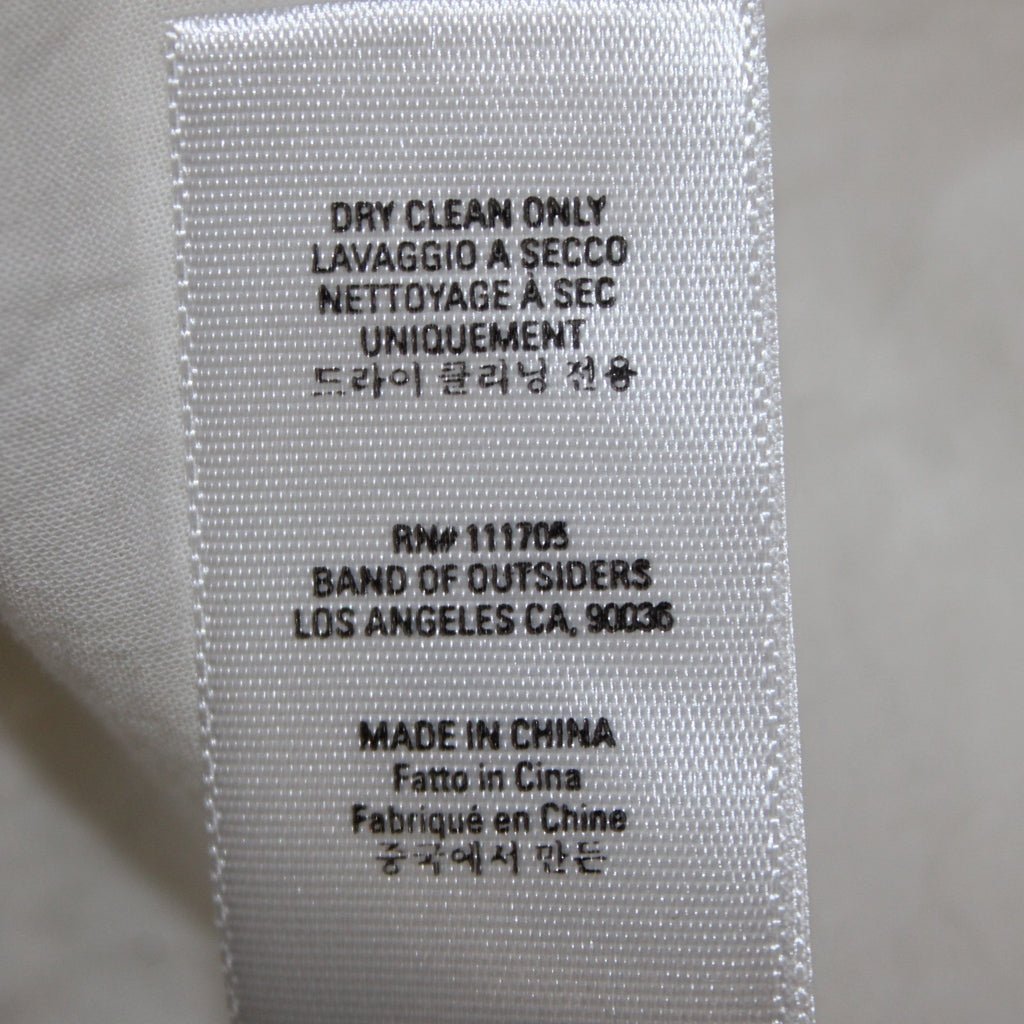 DRY CLEAN ONLY
LAVAGGIO A SECCO
NETTOYAGE À SEC
UNIQUEMENT
드라이 클리닝 전용
RN# 111705
BAND OF OUTSIDERS
LOS ANGELES CA, 90036
MADE IN CHINA
Fatto in Cina
Fabriqué en Chine
중국에서 만든